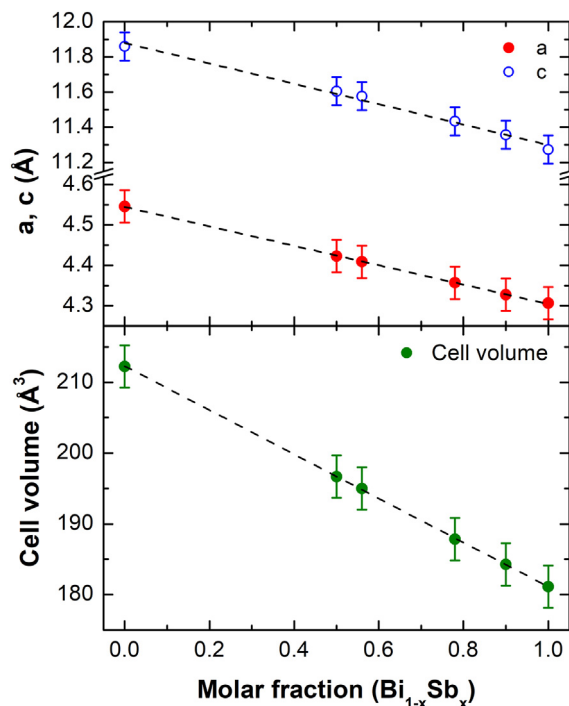 12.0
11.8
11.6
11.4
11.2
4.6
4.5
4.4
4.3
a, c (Å)
a
c
Cell volume
210
200
190
180
Cell volume (Å³)
0.0 0.2 0.4 0.6 0.8 1.0
Molar fraction (Bi₁₋ₓSbₓ)